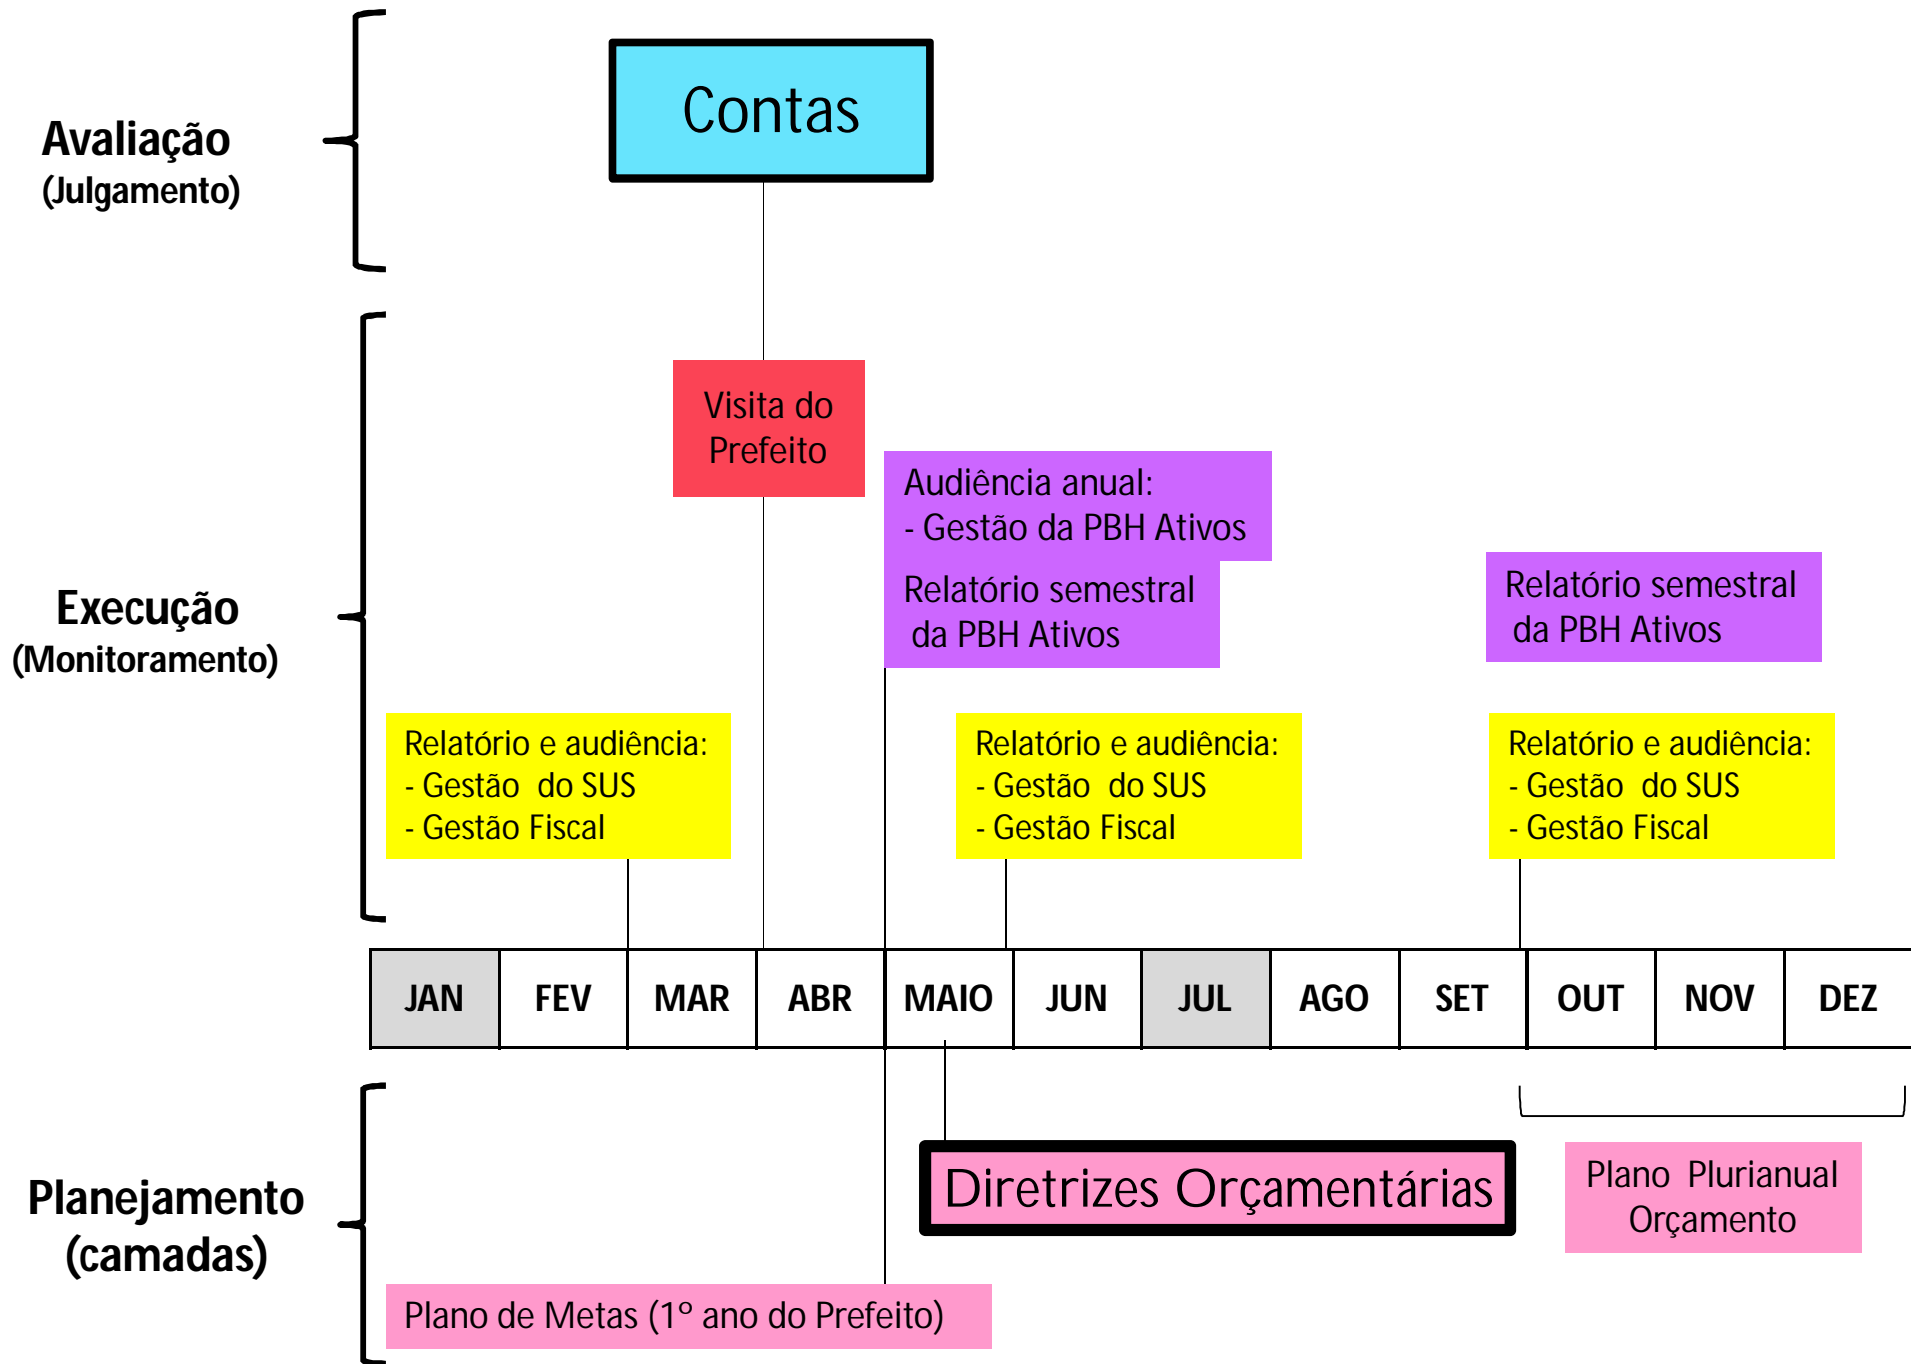 Contas
Avaliação
(Julgamento)
Visita do
Prefeito
Audiência anual:
- Gestão da PBH Ativos
Relatório semestral
da PBH Ativos
Relatório semestral
da PBH Ativos
Execução
(Monitoramento)
Relatório e audiência:
- Gestão do SUS
- Gestão Fiscal
Relatório e audiência:
- Gestão do SUS
- Gestão Fiscal
Relatório e audiência:
- Gestão do SUS
- Gestão Fiscal
JAN FEV MAR ABR MAIO JUN JUL AGO SET OUT NOV DEZ
Diretrizes Orçamentárias
Plano Plurianual
Orçamento
Planejamento
(camadas)
Plano de Metas (1º ano do Prefeito)